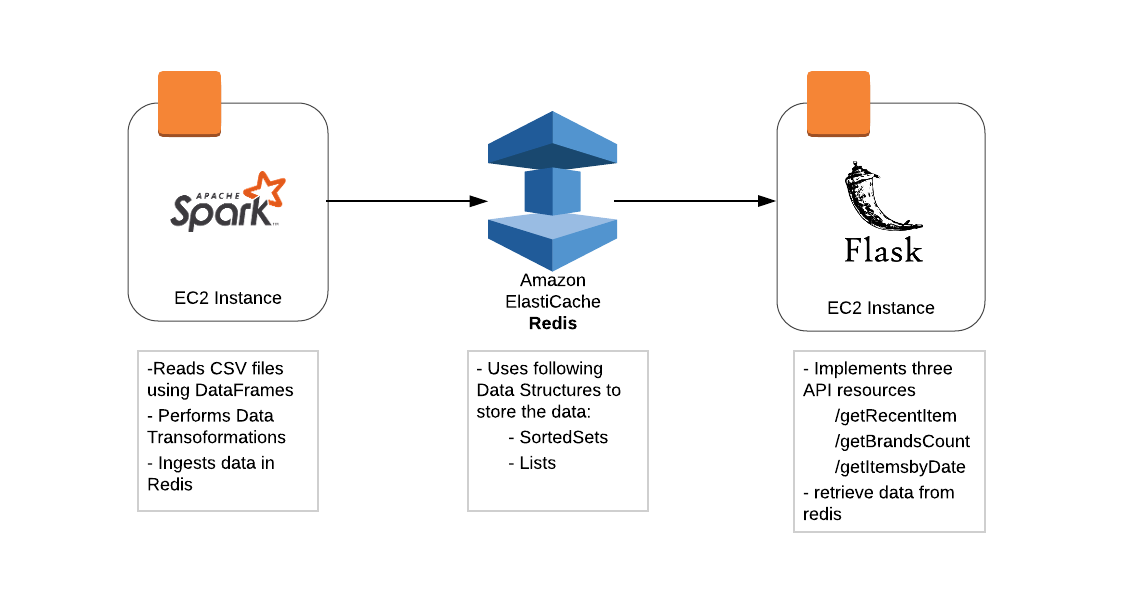 APACHE
Spark™
EC2 Instance
Amazon
ElastiCache
Redis
Flask
EC2 Instance
-Reads CSV files
using DataFrames
- Performs Data
Transoformations
- Ingests data in
Redis
- Uses following
Data Structures to
store the data:
- SortedSets
- Lists
- Implements three
API resources
/getRecentItem
/getBrandsCount
/getItemsbyDate
- retrieve data from
redis